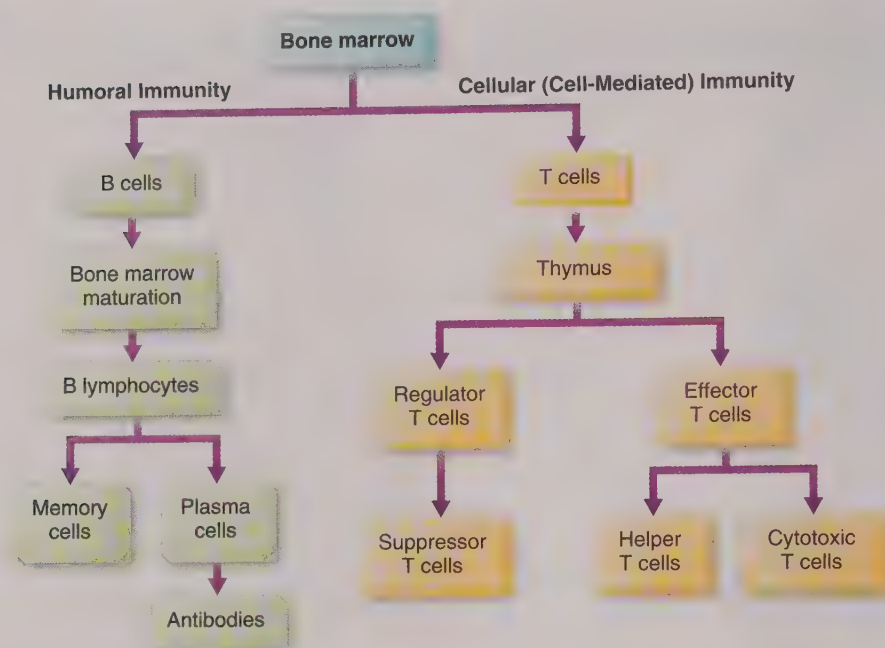 Bone marrow
Humoral Immunity
Cellular (Cell-Mediated) Immunity
B cells
T cells
Bone marrow
maturation
Thymus
B lymphocytes
Regulator
T cells
Effector
T cells
Memory
cells
Plasma
cells
Suppressor
T cells
Helper
T cells
Cytotoxic
T cells
Antibodies